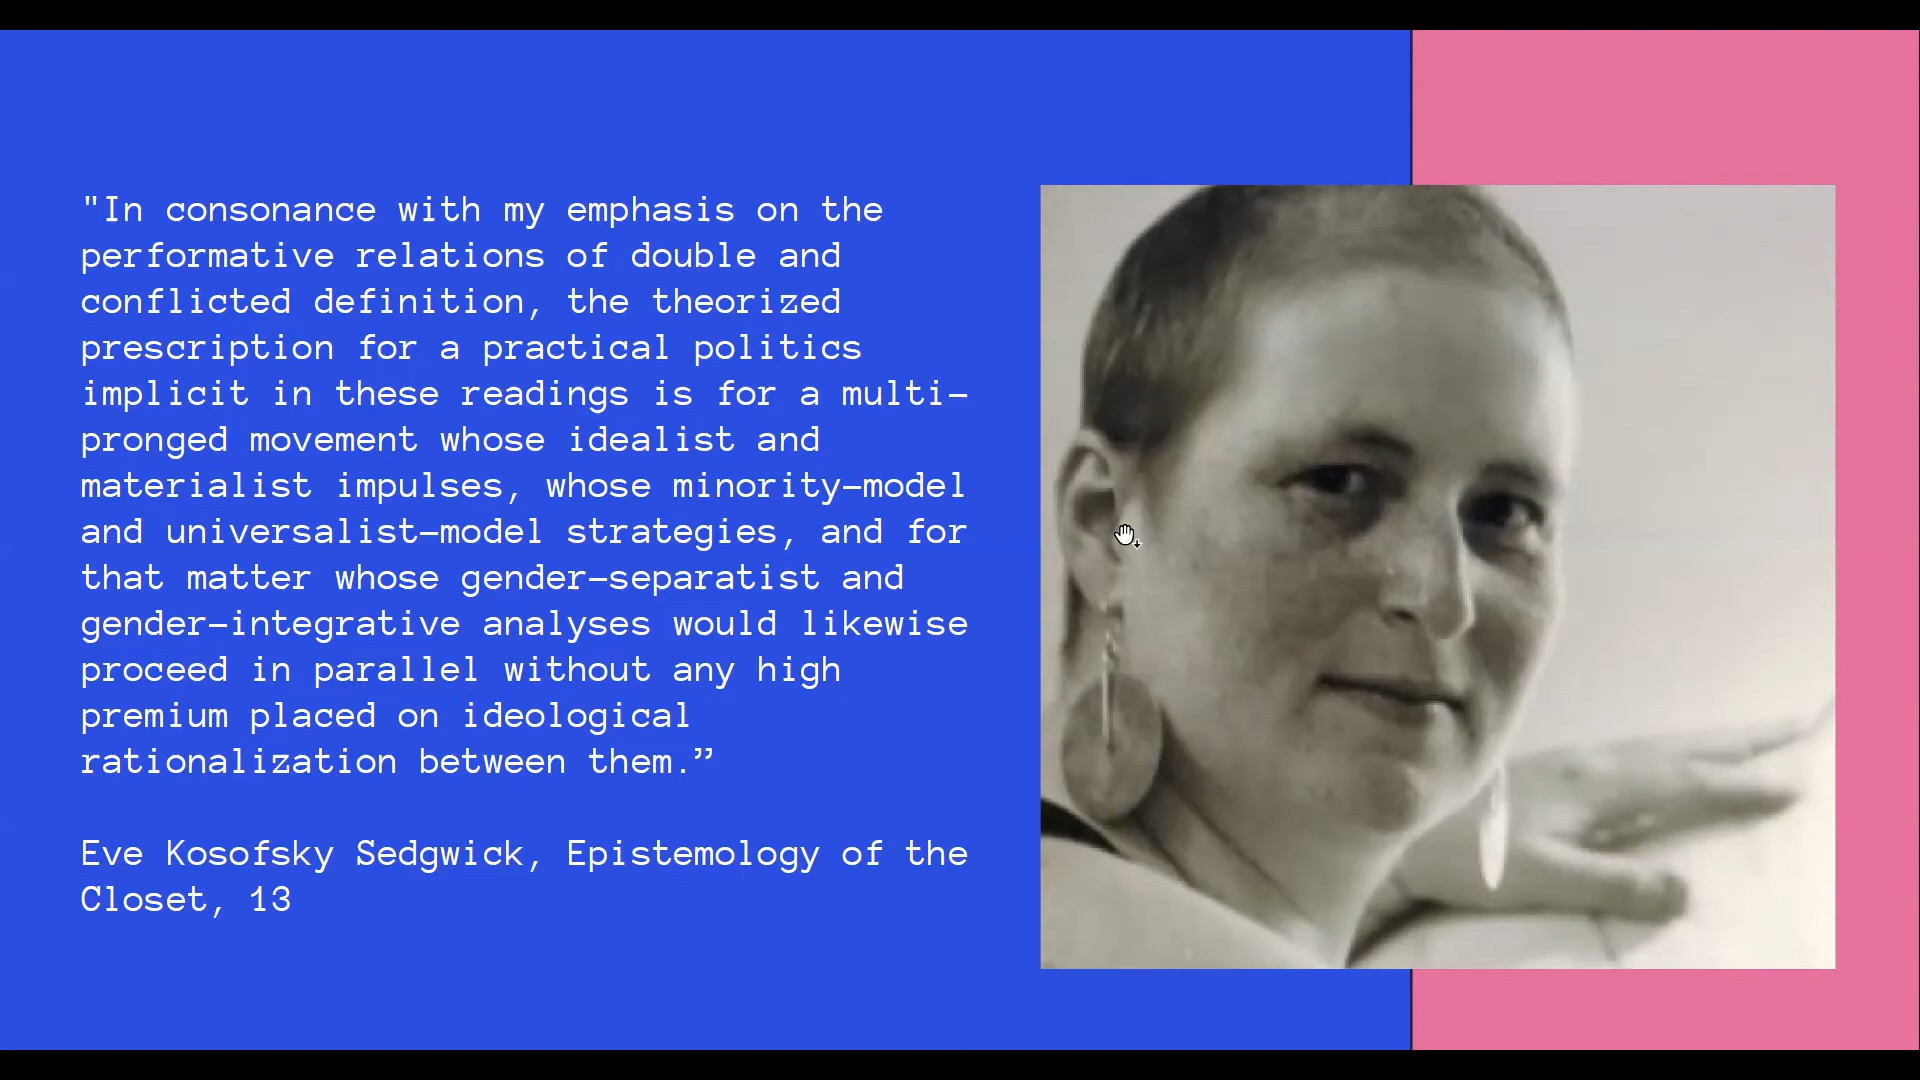 "In consonance with my emphasis on the
performative relations of double and
conflicted definition, the theorized
prescription for a practical politics
implicit in these readings is for a multi-
pronged movement whose idealist and
materialist impulses, whose minority-model
and universalist-model strategies, and for
that matter whose gender-separatist and
gender-integrative analyses would likewise
proceed in parallel without any high
premium placed on ideological
rationalization between them.”
Eve Kosofsky Sedgwick, Epistemology of the
Closet, 13